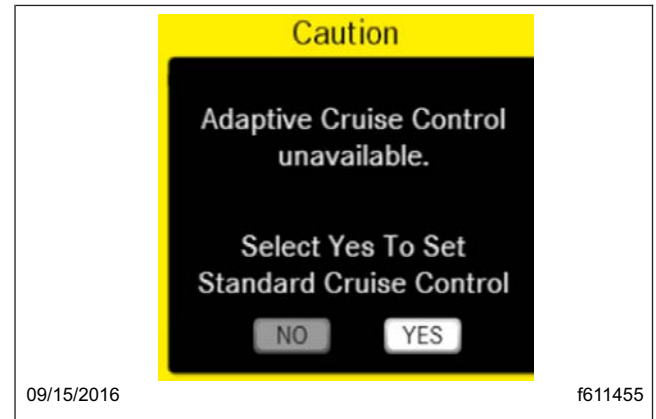 Caution
Adaptive Cruise Control
unavailable.
Select Yes To Set
Standard Cruise Control
NO YES
09/15/2016 f611455